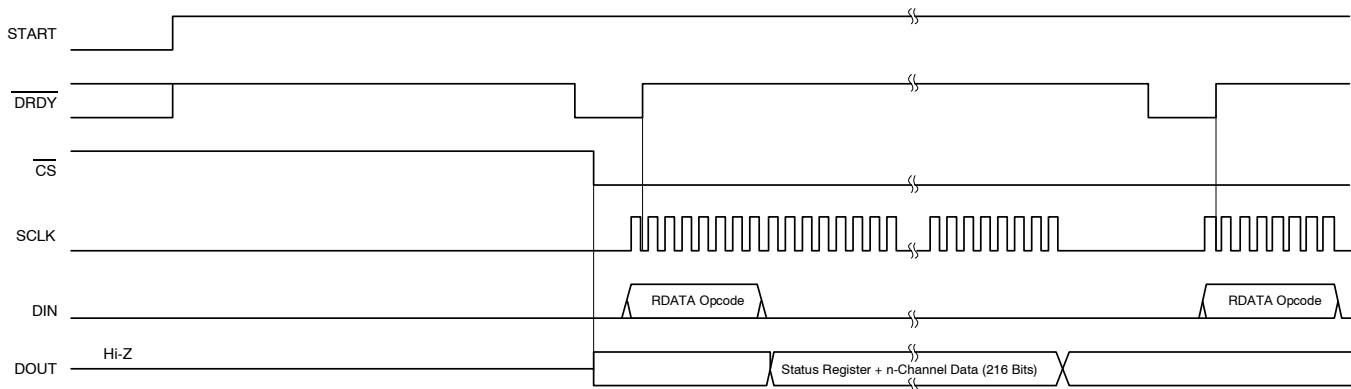 START
DRDY
CS
SCLK
DIN
RDATA Opcode
RDATA Opcode
Hi-Z
DOUT
Status Register + n-Channel Data (216 Bits)